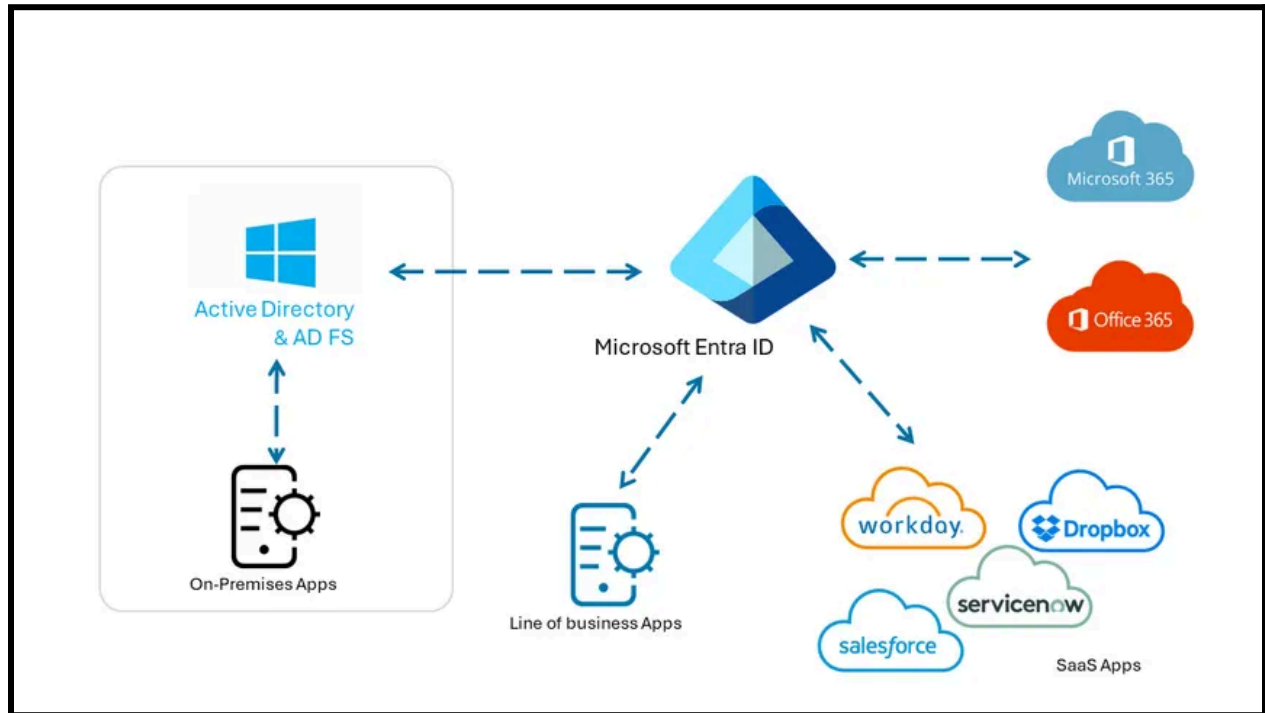 Microsoft 365
Active Directory
& AD FS
Office 365
Microsoft Entra ID
workday.
Dropbox
On-Premises Apps
servicenow
Line of business Apps
salesforce
SaaS Apps